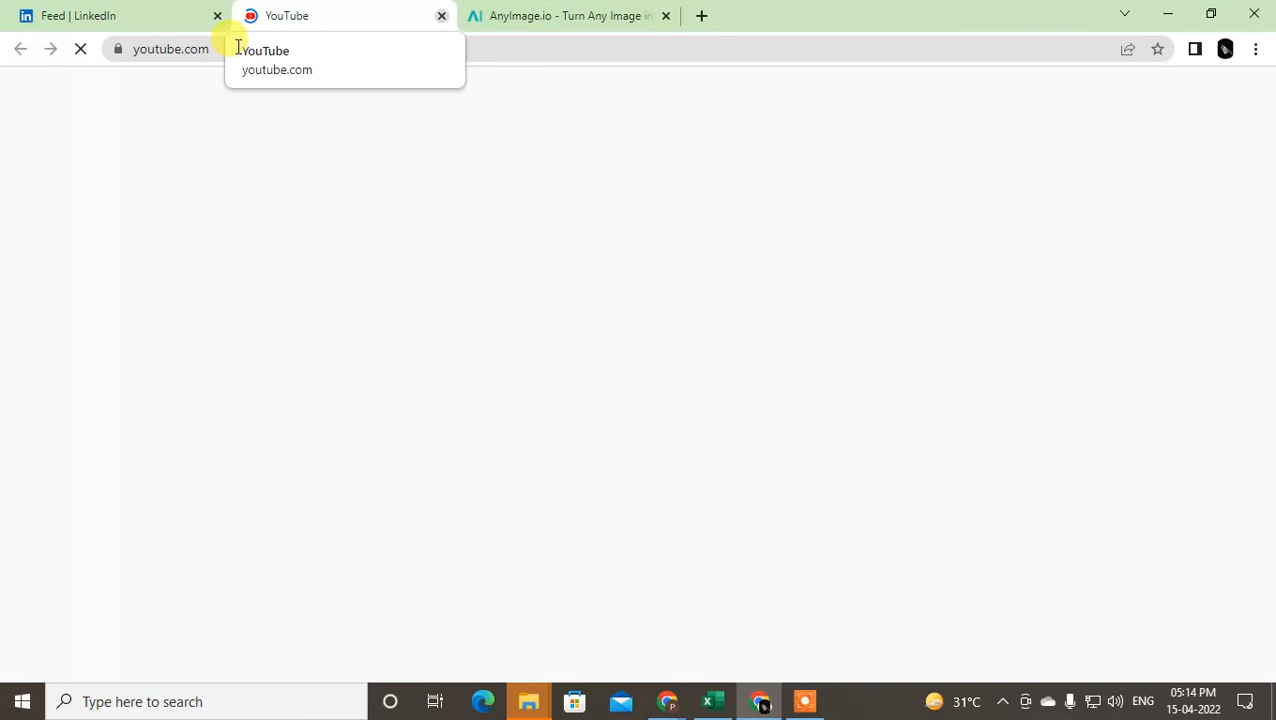 Feed | LinkedIn
YouTube
AnyImage.io - Turn Any Image in
youtube.com
YouTube
youtube.com
Type here to search
31°C
ENG
05:14 PM
15-04-2022